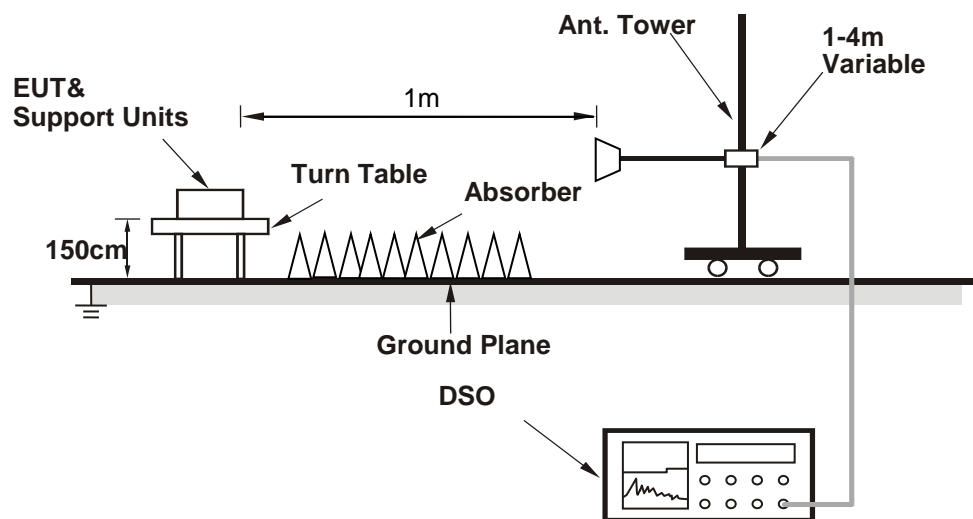 Ant. Tower
1-4m
Variable
EUT&
Support Units
1m
Turn Table
Absorber
150cm
Ground Plane
DSO